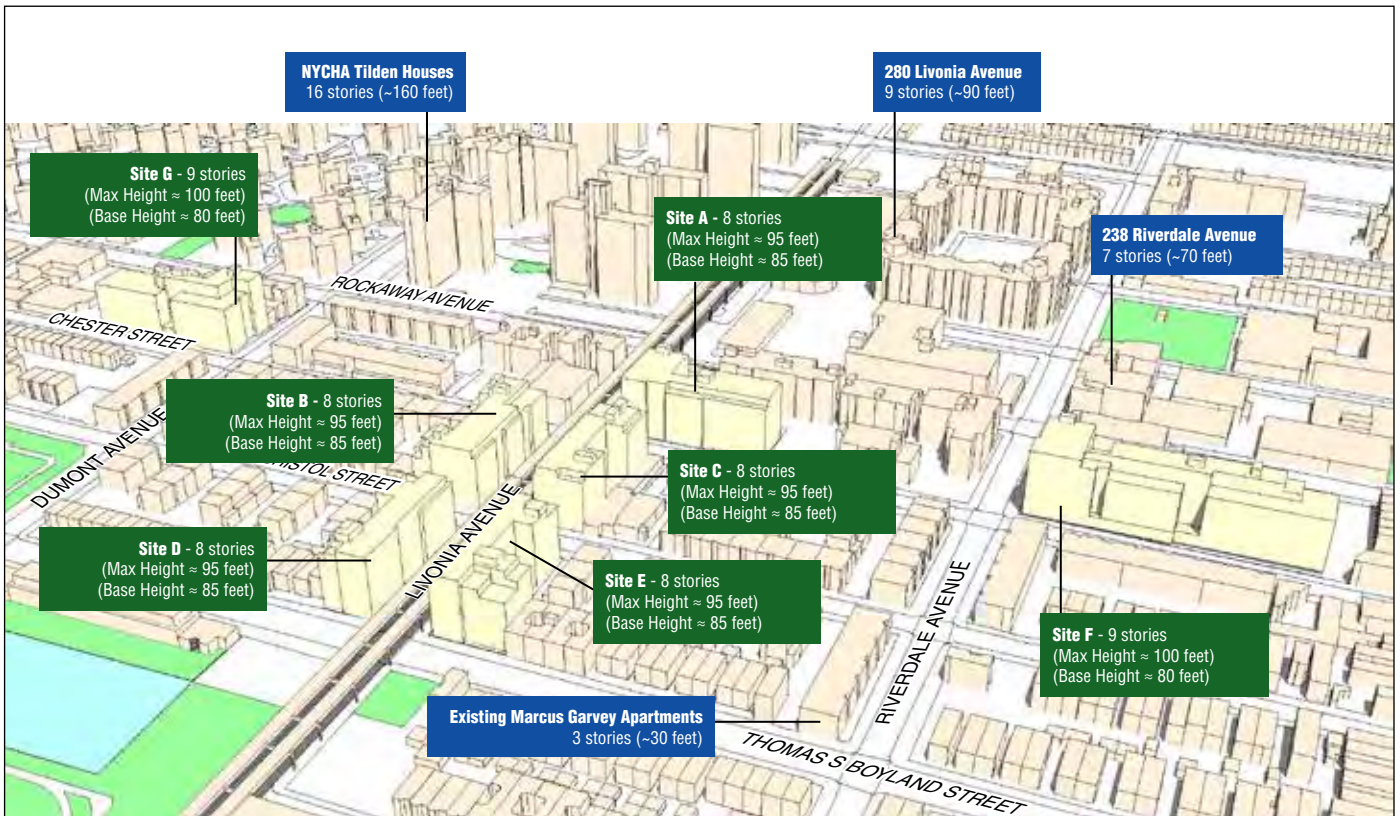 NYCHA Tilden Houses
16 stories (~160 feet)
280 Livonia Avenue
9 stories (~90 feet)
Site G - 9 stories
(Max Height ≈ 100 feet)
(Base Height ≈ 80 feet)
Site A - 8 stories
(Max Height ≈ 95 feet)
(Base Height ≈ 85 feet)
238 Riverdale Avenue
7 stories (~70 feet)
ROCKAWAY AVENUE
CHESTER STREET
Site B - 8 stories
(Max Height ≈ 95 feet)
(Base Height ≈ 85 feet)
DUMONT AVENUE
RISTOL STREET
Site C - 8 stories
(Max Height ≈ 95 feet)
(Base Height ≈ 85 feet)
LIVONIA AVENUE
Site D - 8 stories
(Max Height ≈ 95 feet)
(Base Height ≈ 85 feet)
Site E - 8 stories
(Max Height ≈ 95 feet)
(Base Height ≈ 85 feet)
RIVERDALE AVENUE
Site F - 9 stories
(Max Height ≈ 100 feet)
(Base Height ≈ 80 feet)
Existing Marcus Garvey Apartments
3 stories (~30 feet)
THOMAS S BOYLAND STREET